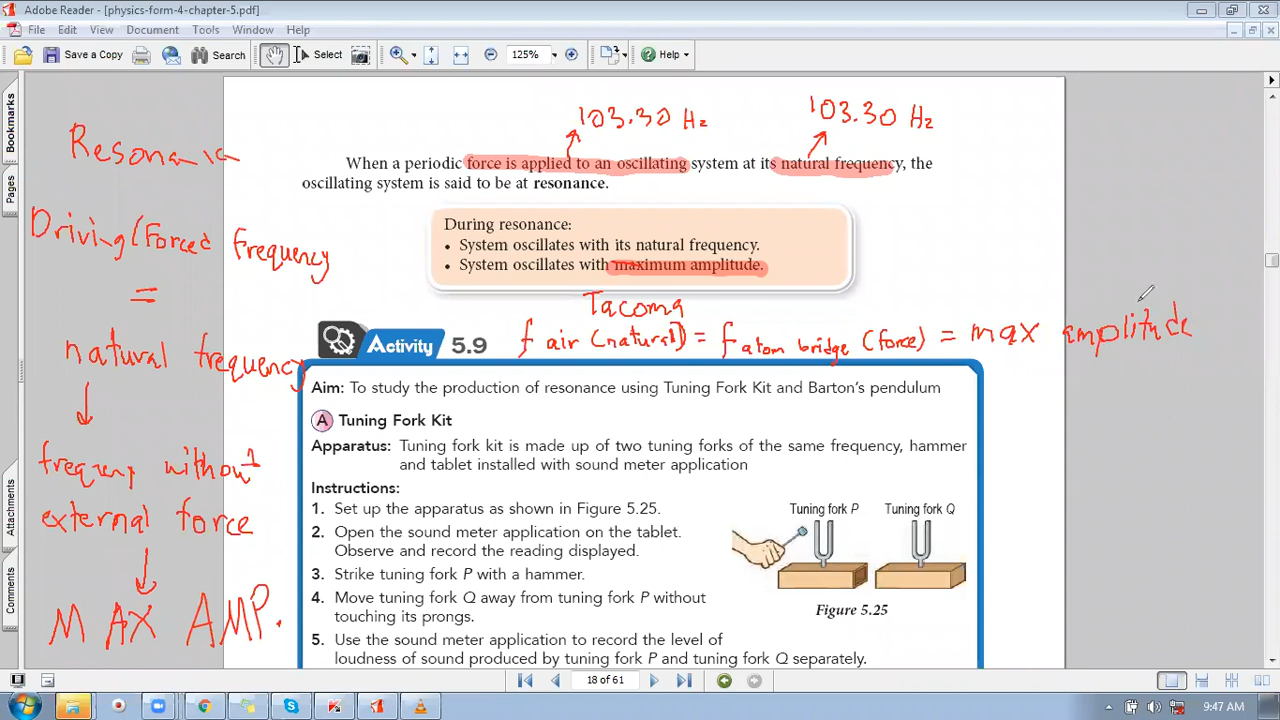 Adobe Reader - [physics-form-4-chapter-5.pdf]
File Edit View Document Tools Window Help
Save a Copy Search Select 125% Help
Bookmarks
Pages
Attachments
Comments
103.30 Hz 103.30 Hz
When a periodic force is applied to an oscillating system at its natural frequency, the
oscillating system is said to be at resonance.
During resonance:
• System oscillates with its natural frequency.
• System oscillates with maximum amplitude.
Resonance
Driving/Forced Frequency
=
natural frequency
frequency without
external force
MAX AMP.
Tacoma
f air (natural) = f atom bridge (force) = max amplitude
Activity 5.9
Aim: To study the production of resonance using Tuning Fork Kit and Barton's pendulum
A Tuning Fork Kit
Apparatus: Tuning fork kit is made up of two tuning forks of the same frequency, hammer
and tablet installed with sound meter application
Instructions:
1. Set up the apparatus as shown in Figure 5.25.
2. Open the sound meter application on the tablet.
Observe and record the reading displayed.
3. Strike tuning fork P with a hammer.
4. Move tuning fork Q away from tuning fork P without
touching its prongs.
5. Use the sound meter application to record the level of
loudness of sound produced by tuning fork P and tuning fork Q separately.
Tuning fork P Tuning fork Q
Figure 5.25
18 of 61
9:47 AM